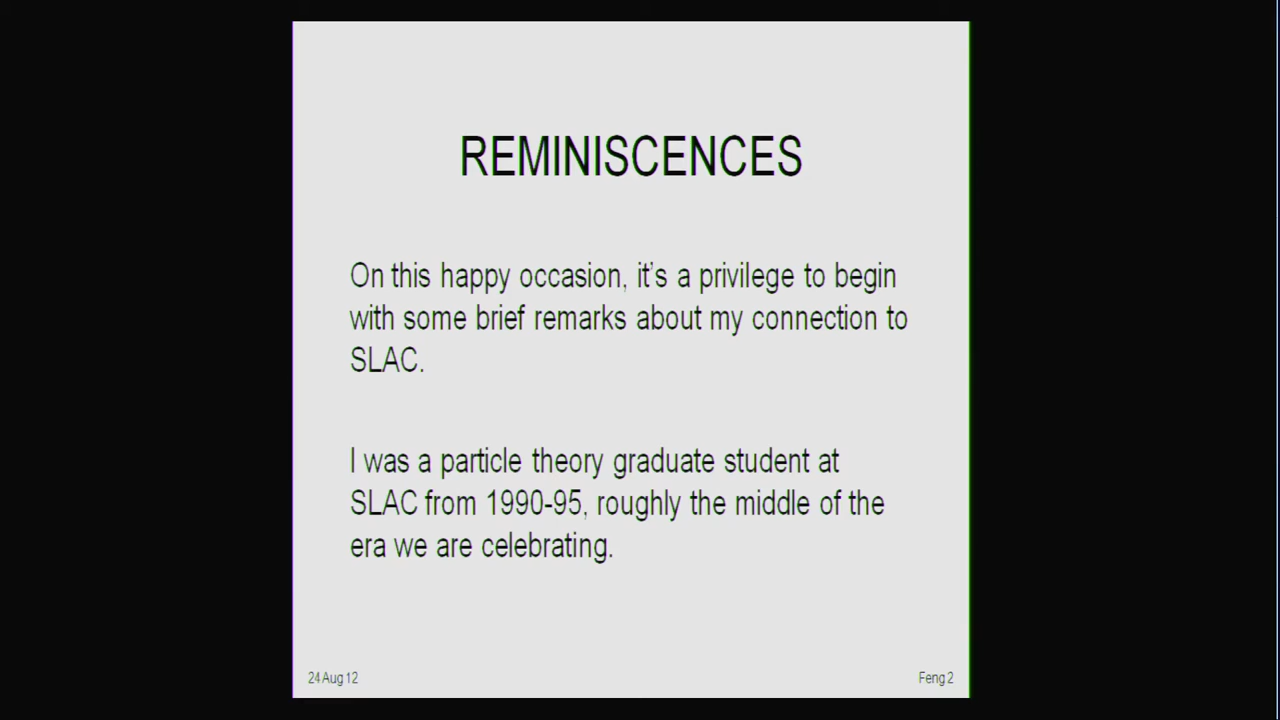 REMINISCENCES
On this happy occasion, it's a privilege to begin
with some brief remarks about my connection to
SLAC.
I was a particle theory graduate student at
SLAC from 1990-95, roughly the middle of the
era we are celebrating.
24 Aug 12
Feng 2